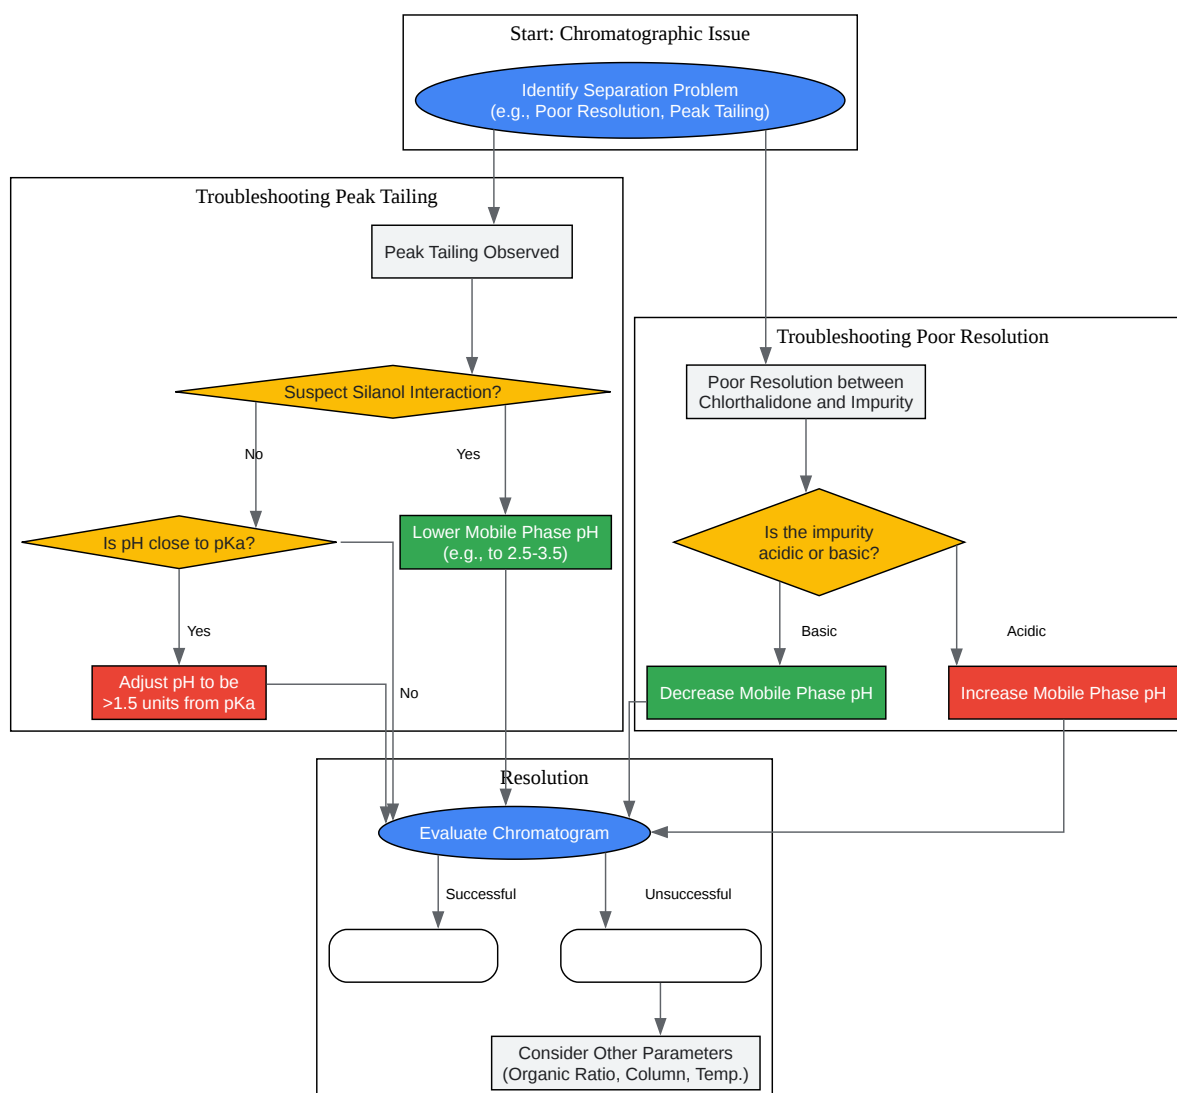 Start: Chromatographic Issue
Identify Separation Problem
(e.g., Poor Resolution, Peak Tailing)
Troubleshooting Peak Tailing
Peak Tailing Observed
Suspect Silanol Interaction?
No
Yes
Is pH close to pKa?
Lower Mobile Phase pH
(e.g., to 2.5-3.5)
Yes
Adjust pH to be
>1.5 units from pKa
No
Troubleshooting Poor Resolution
Poor Resolution between
Chlorthalidone and Impurity
Is the impurity
acidic or basic?
Basic
Acidic
Decrease Mobile Phase pH
Increase Mobile Phase pH
Resolution
Evaluate Chromatogram
Successful
Unsuccessful
Consider Other Parameters
(Organic Ratio, Column, Temp.)